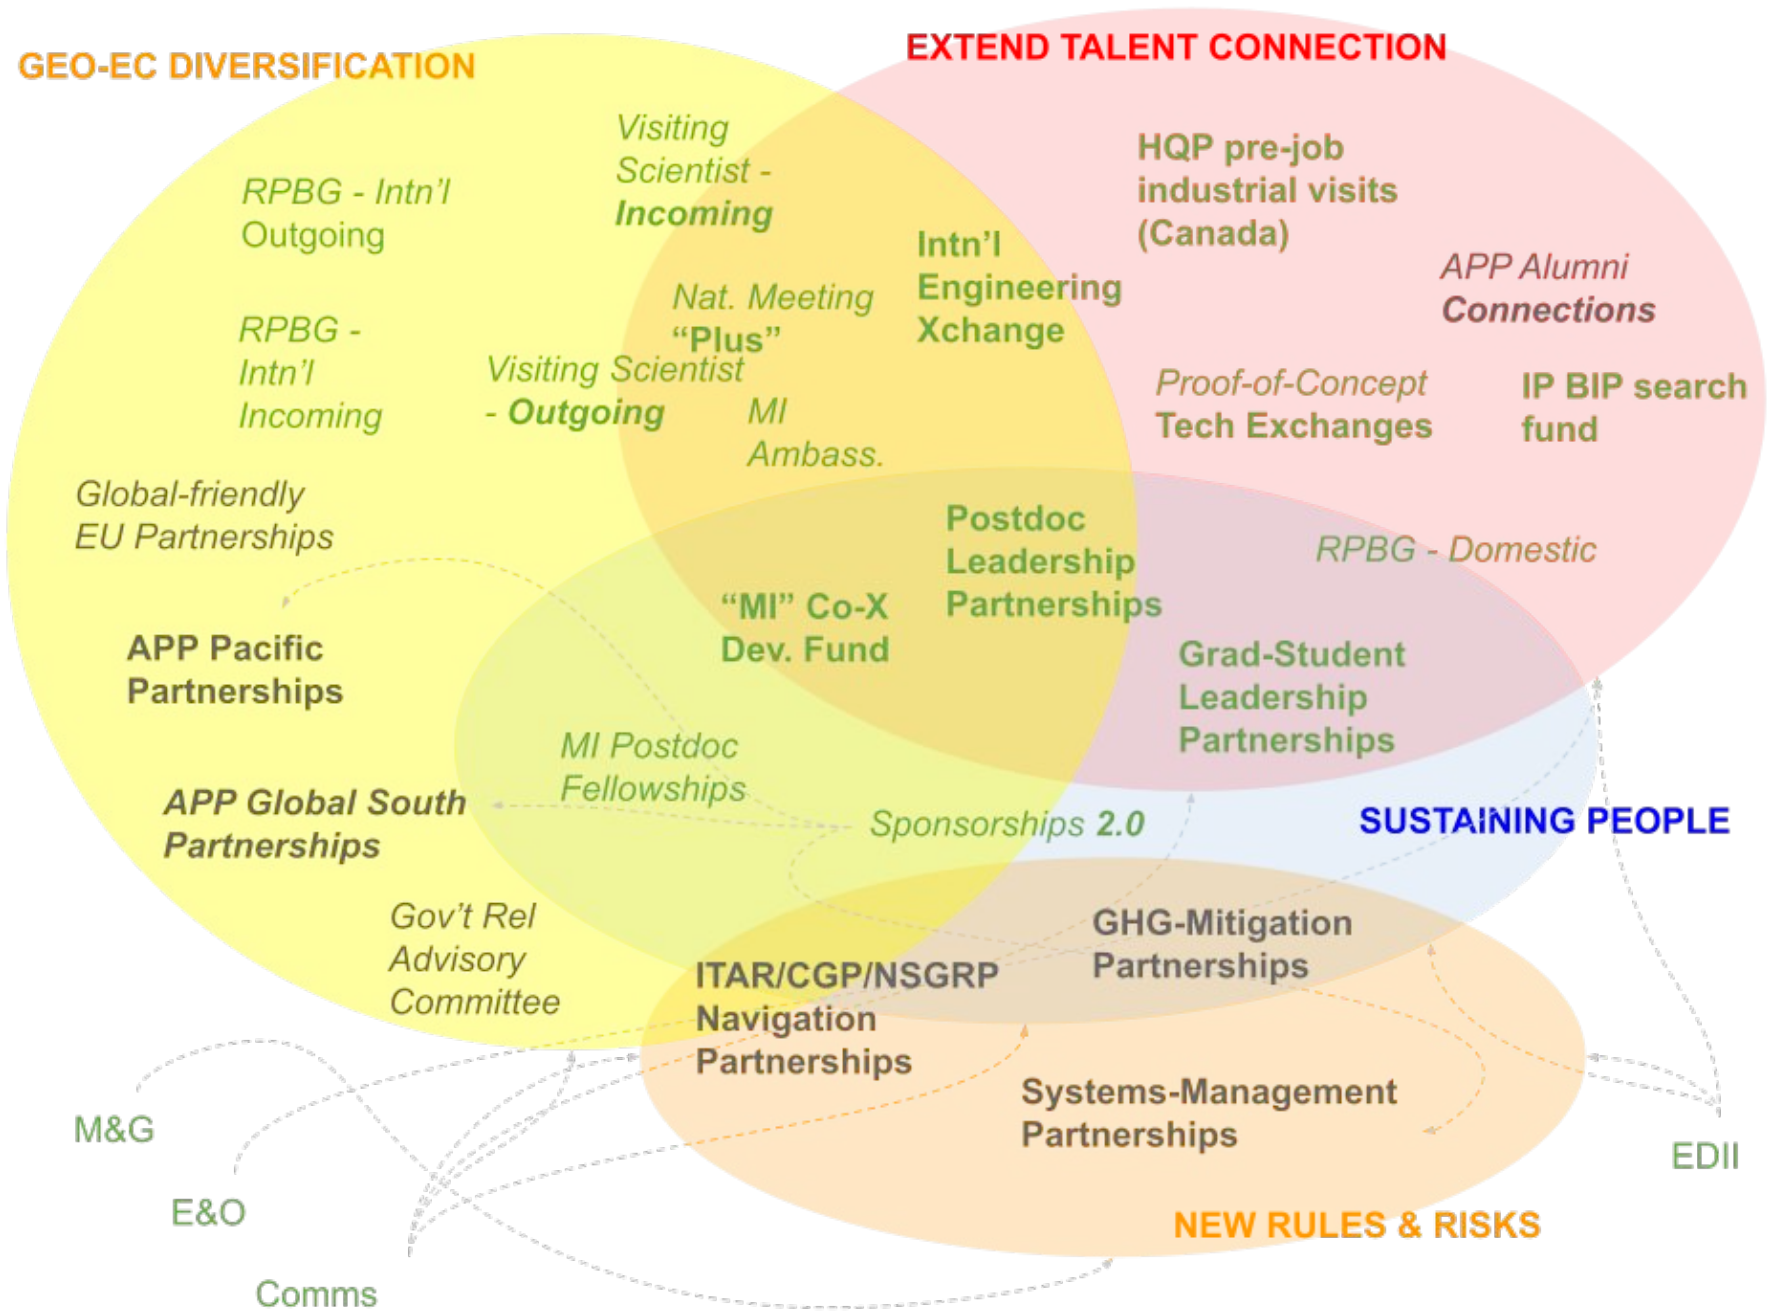 EXTEND TALENT CONNECTION
GEO-EC DIVERSIFICATION
Visiting
Scientist -
Incoming
HQP pre-job
industrial visits
(Canada)
RPBG - Intn'l
Outgoing
Intn'l
Engineering
Xchange
APP Alumni
Connections
Nat. Meeting
“Plus”
RPBG -
Intn'l
Incoming
Visiting Scientist
- Outgoing
MI
Ambass.
Proof-of-Concept
Tech Exchanges
IP BIP search
fund
Global-friendly
EU Partnerships
Postdoc
Leadership
Partnerships
RPBG - Domestic
“MI” Co-X
Dev. Fund
APP Pacific
Partnerships
Grad-Student
Leadership
Partnerships
MI Postdoc
Fellowships
APP Global South
Partnerships
Sponsorships 2.0
SUSTAINING PEOPLE
Gov't Rel
Advisory
Committee
GHG-Mitigation
Partnerships
ITAR/CGP/NSGRP
Navigation
Partnerships
Systems-Management
Partnerships
M&G
EDII
E&O
NEW RULES & RISKS
Comms